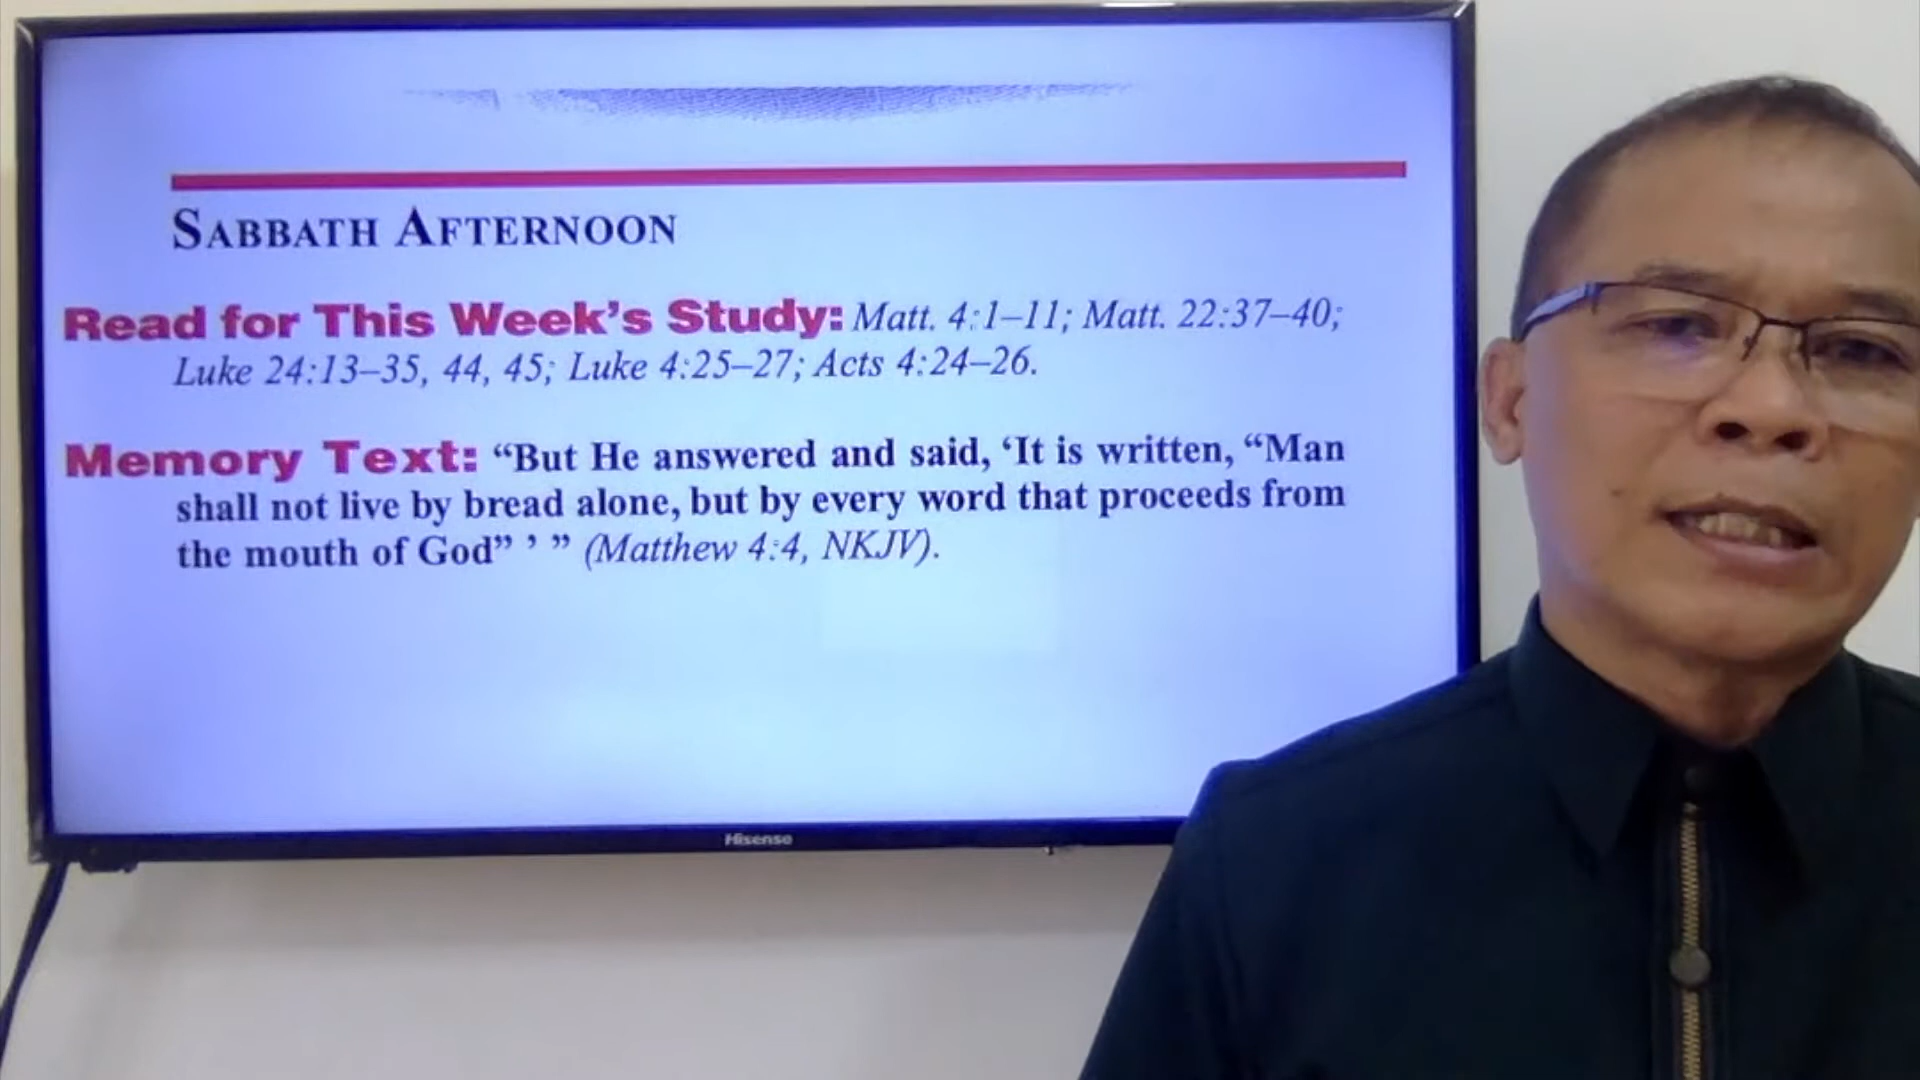 SABBATH AFTERNOON
Read for This Week’s Study: Matt. 4:1–11; Matt. 22:37–40;
Luke 24:13–35, 44, 45; Luke 4:25–27; Acts 4:24–26.
Memory Text: “But He answered and said, ‘It is written, “Man
shall not live by bread alone, but by every word that proceeds from
the mouth of God” ’ ” (Matthew 4:4, NKJV).
Hisense